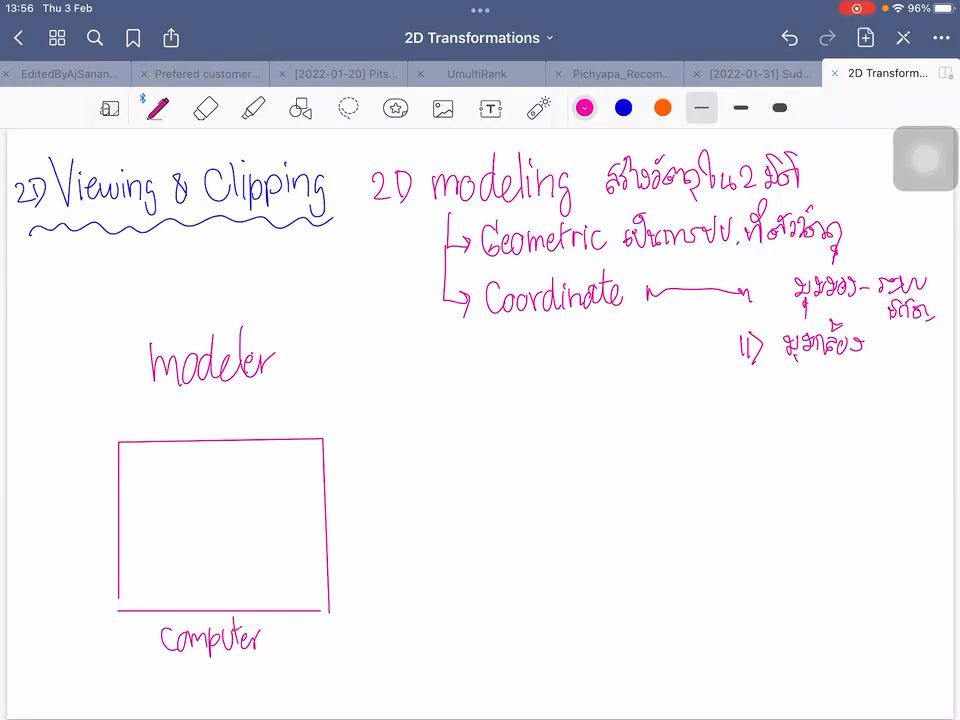 13:56 Thu 3 Feb
96%
2D Transformations
EditedByAjSanan...
Prefered customer...
[2022-01-20] Pits...
UmultiRank
Pichyapa_Recom...
[2022-01-31] Sud...
2D Transform...
2D Viewing & Clipping
2D modeling สร้างวัตถุใน 2 มิติ
Geometric เป็นการปป. ที่ตัววัตถุ
Coordinate มุมมอง - ระบบ
พิกัด
มุมกล้อง
modeler
computer